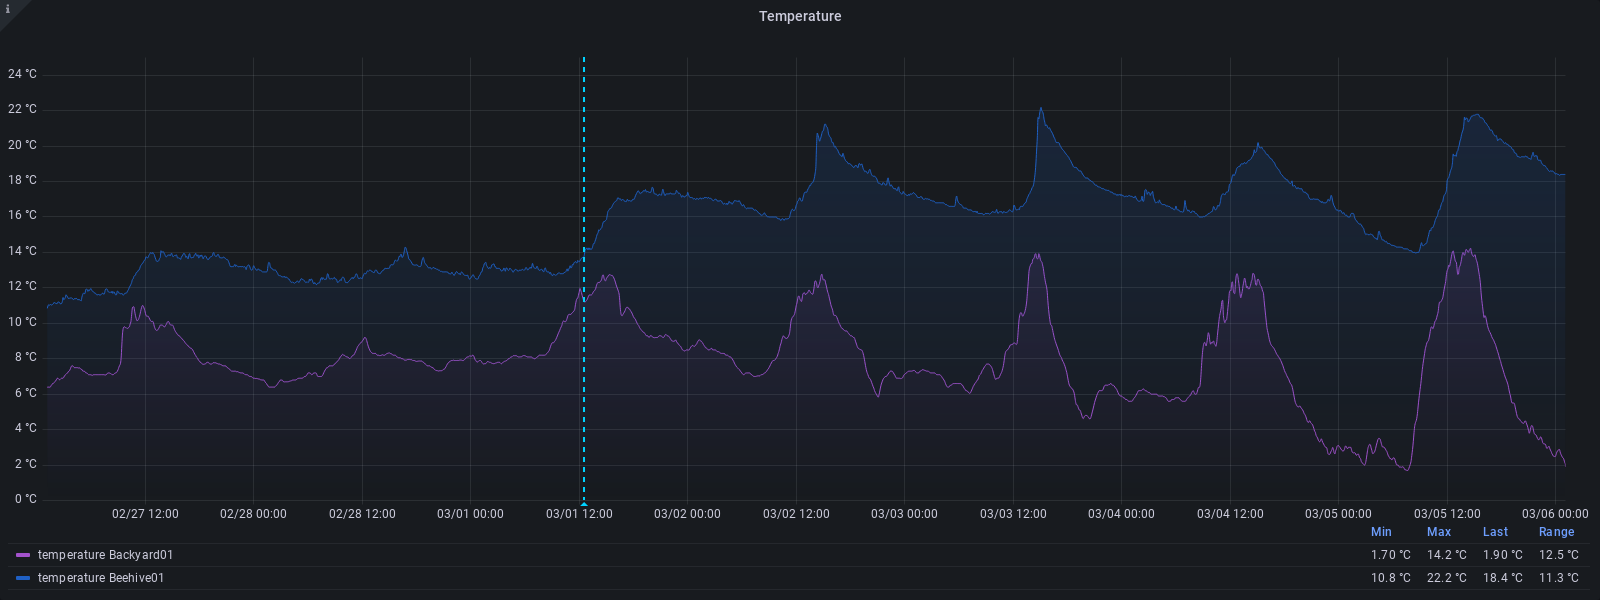 i
Temperature
24 °C
22 °C
20 °C
18 °C
16 °C
14 °C
12 °C
10 °C
8 °C
6 °C
4 °C
2 °C
0 °C
02/27 12:00 02/28 00:00 02/28 12:00 03/01 00:00 03/01 12:00 03/02 00:00 03/02 12:00 03/03 00:00 03/03 12:00 03/04 00:00 03/04 12:00 03/05 00:00 03/05 12:00 03/06 00:00
Min Max Last Range
temperature Backyard01 1.70 °C 14.2 °C 1.90 °C 12.5 °C
temperature Beehive01 10.8 °C 22.2 °C 18.4 °C 11.3 °C